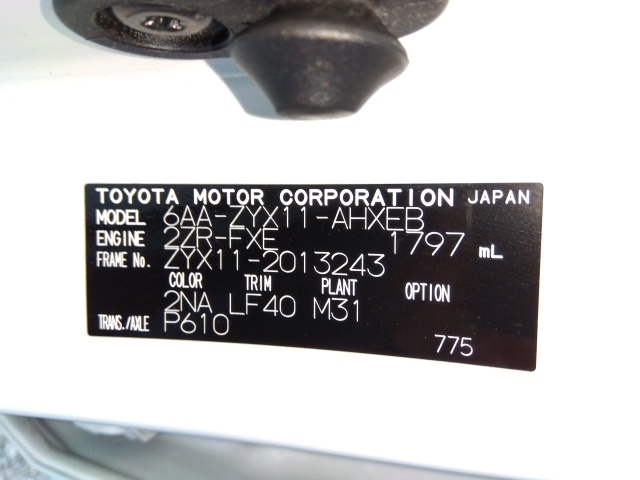 TOYOTA MOTOR CORPORATION JAPAN
MODEL 6AA-ZYX11-AHXEB
ENGINE 2ZR-FXE 1797 mL
FRAME No. ZYX11-2013243
COLOR TRIM PLANT OPTION
2NA LF40 M31
TRANS./AXLE P610
775